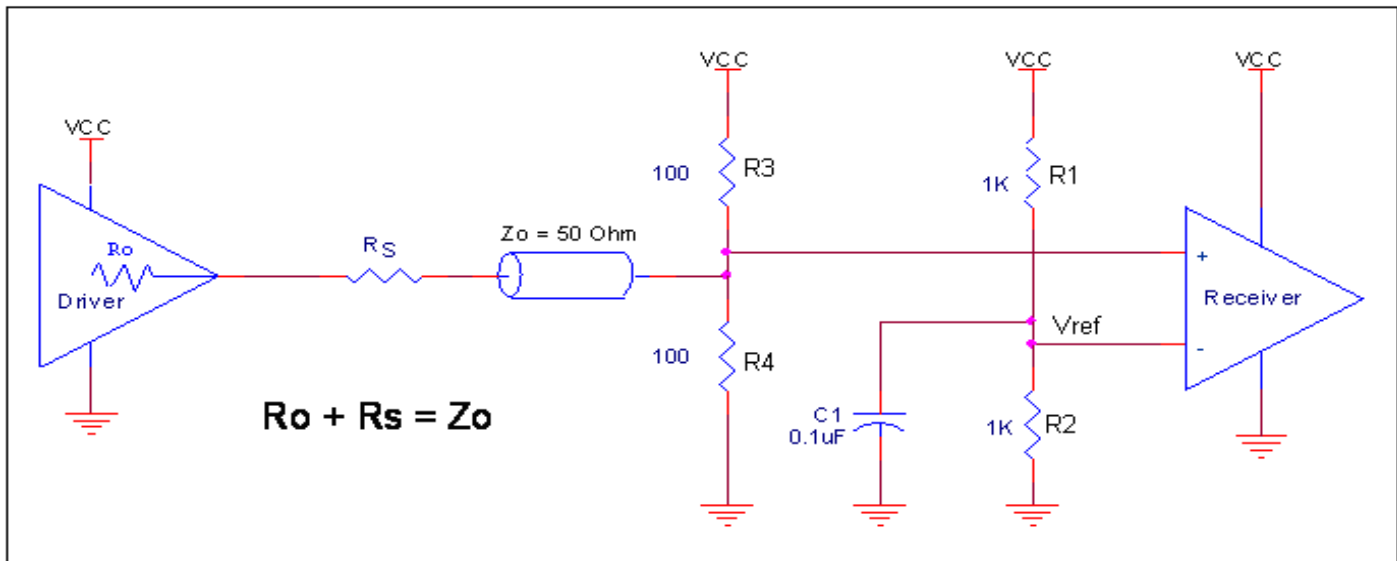 VCC
VCC
VCC
VCC
100
R3
1K
R1
Ro
Driver
RS
Zo = 50 Ohm
+
Receiver
Vref
-
100
R4
C1
0.1uF
1K
R2
Ro + Rs = Zo